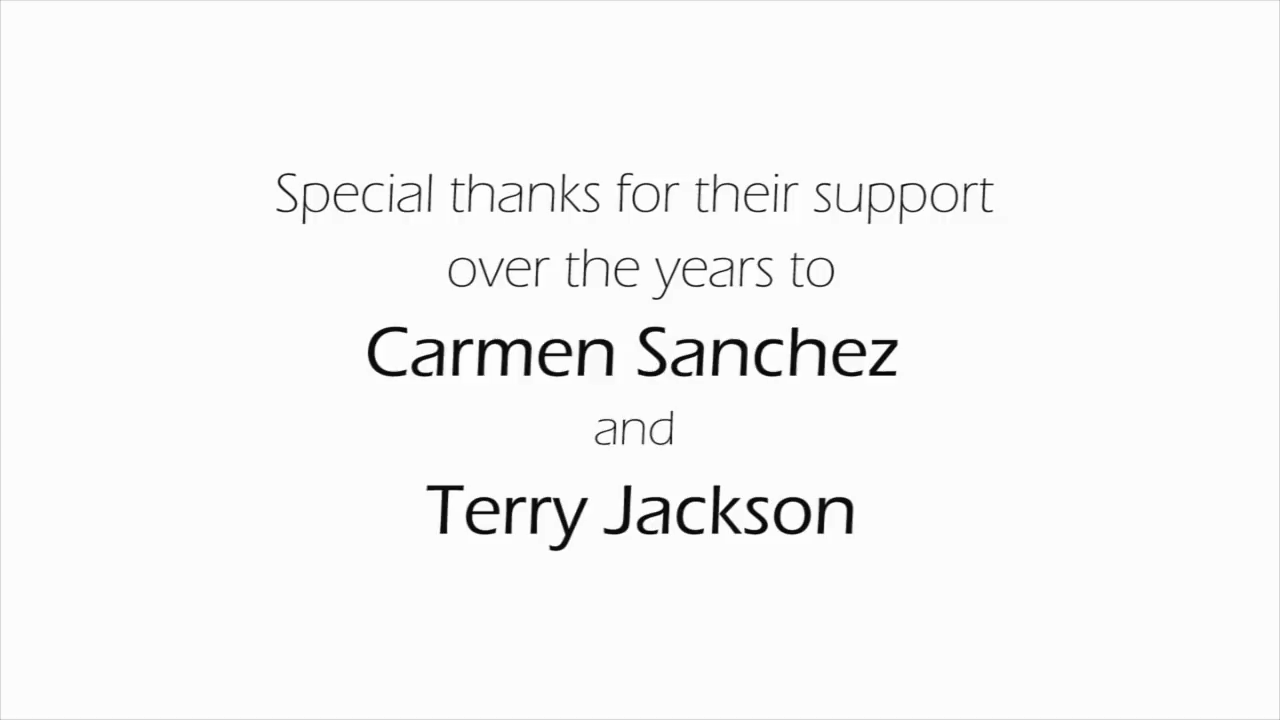 Special thanks for their support
over the years to
Carmen Sanchez
and
Terry Jackson